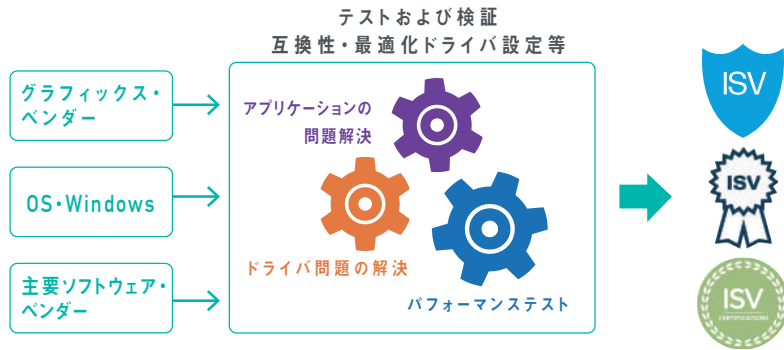 テストおよび検証
互換性・最適化ドライバ設定等
グラフィックス・
ベンダー
OS・Windows
主要ソフトウェア・
ベンダー
アプリケーションの
問題解決
ドライバ問題の解決
パフォーマンステスト
ISV
ISV
ISV
CERTIFICATIONS